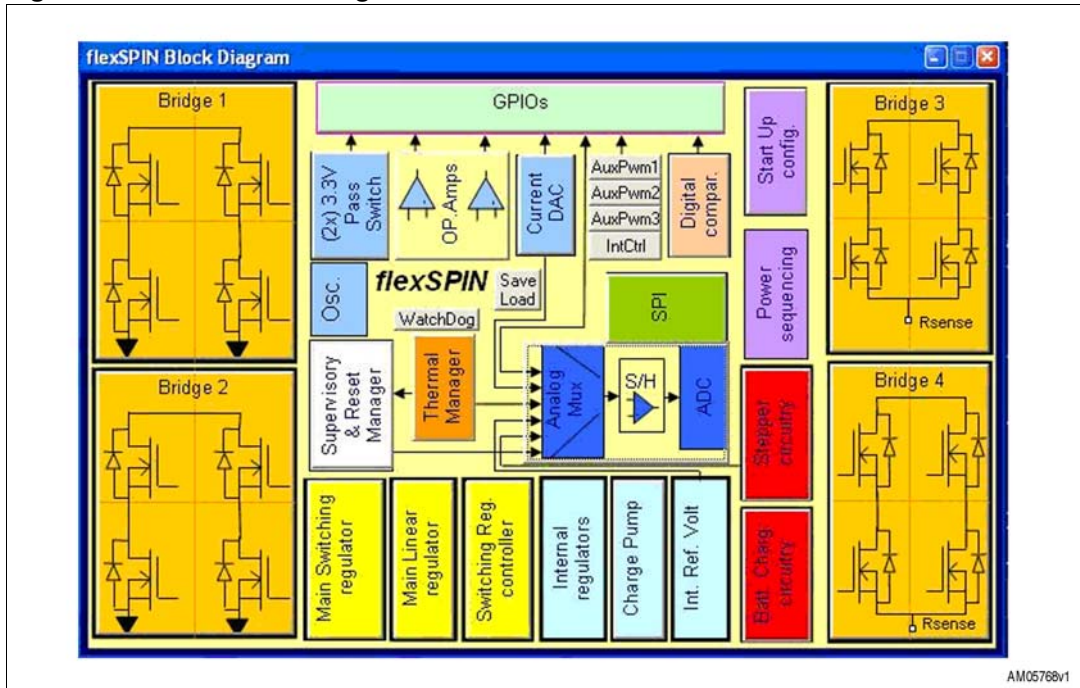 flexSPIN Block Diagram
Bridge 1
GPIOs
Bridge 3
(2x) 3.3V
Pass
Switch
OP.Amps
Current
DAC
AuxPwm1
AuxPwm2
AuxPwm3
IntCtrl
Digital
compar.
Start Up
config.
Osc.
flexSPIN
Save
Load
WatchDog
SPI
Power
sequencing
Rsense
Bridge 2
Supervisory
& Reset
Manager
Thermal
Manager
Analog
Mux
S/H
ADC
Stepper
circuitry
Bridge 4
Main Switching
regulator
Main Linear
regulator
Switching Reg.
controller
Internal
regulators
Charge Pump
Int. Ref. Volt
Batt. Charg.
circuitry
Rsense
AM05768v1